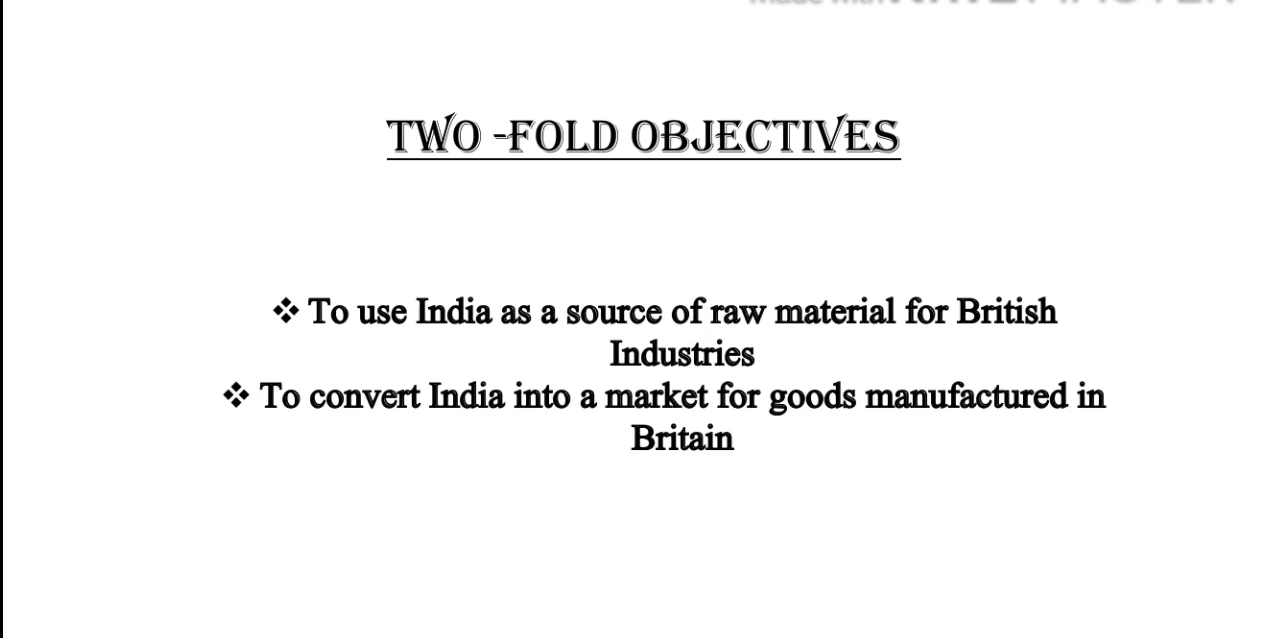 TWO -FOLD OBJECTIVES
❖ To use India as a source of raw material for British
Industries
❖ To convert India into a market for goods manufactured in
Britain